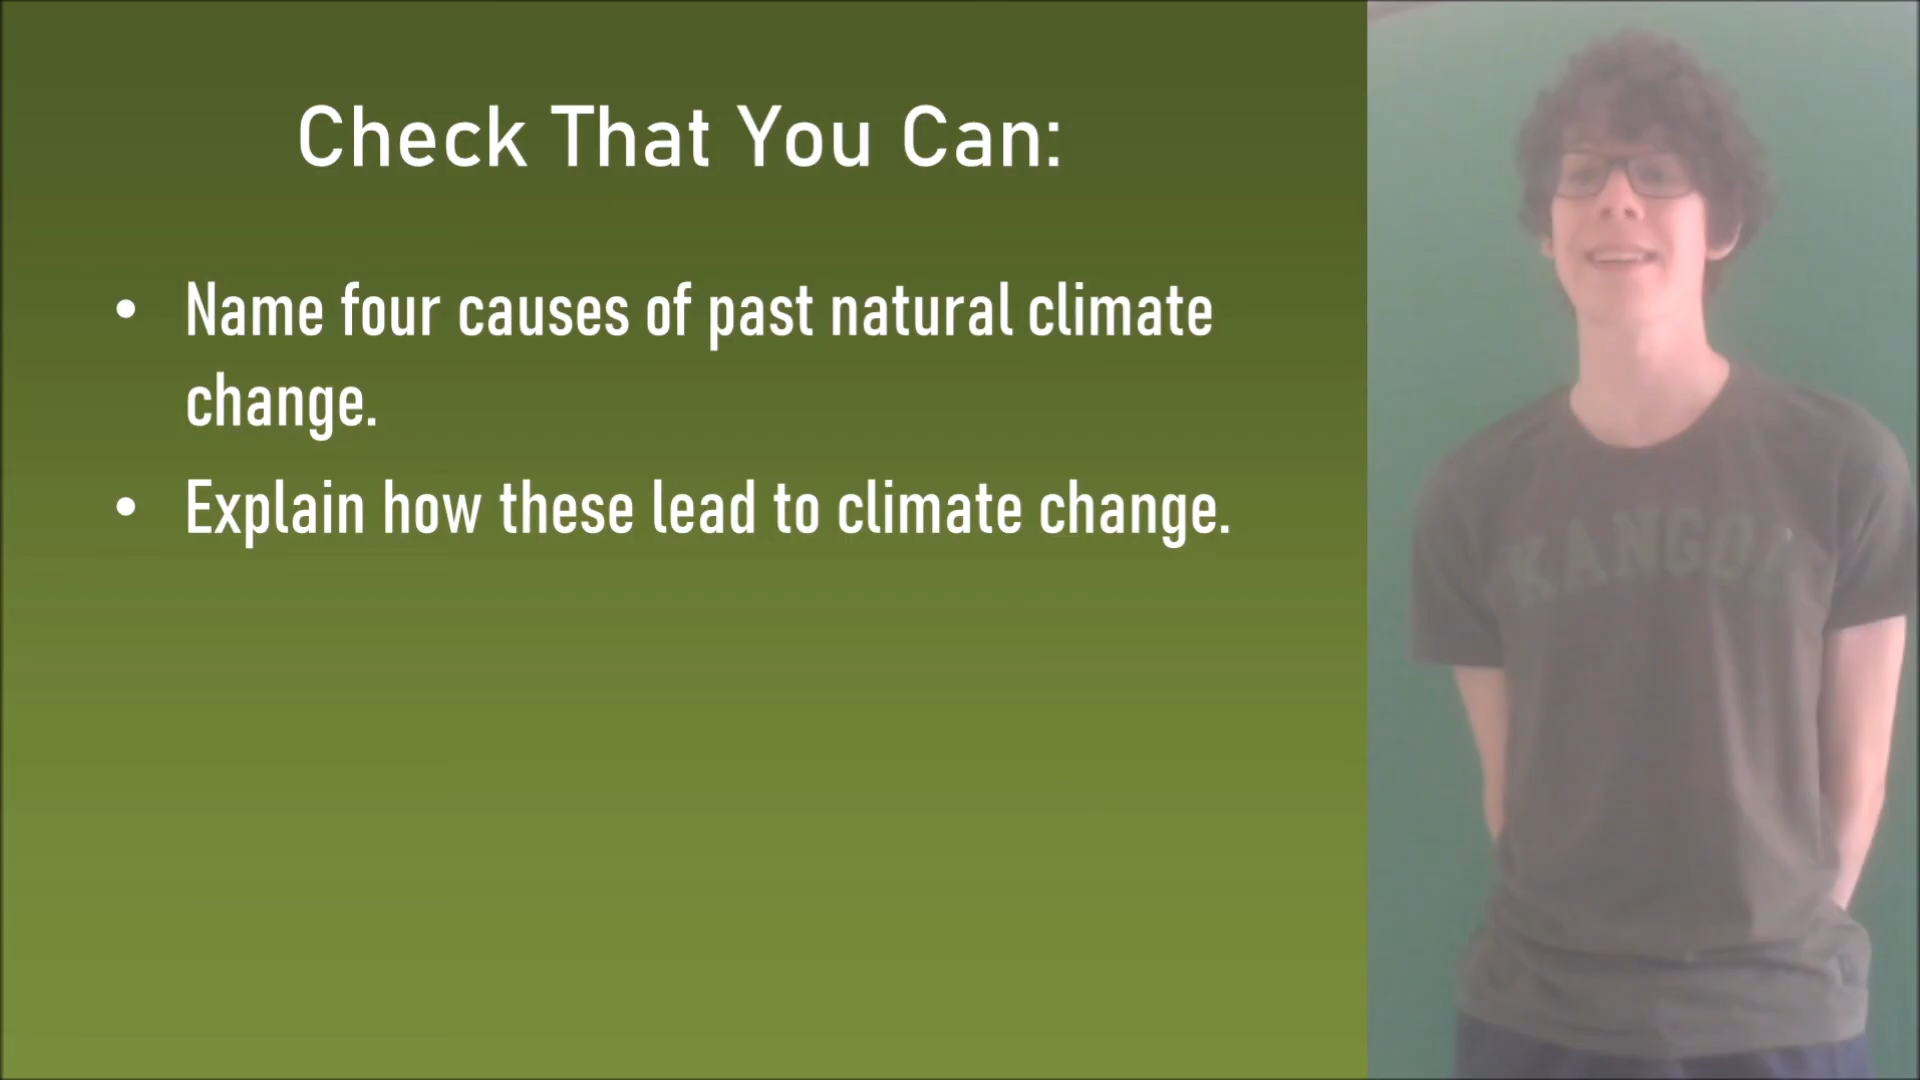 Check That You Can:
• Name four causes of past natural climate
change.
• Explain how these lead to climate change.
KANGOL